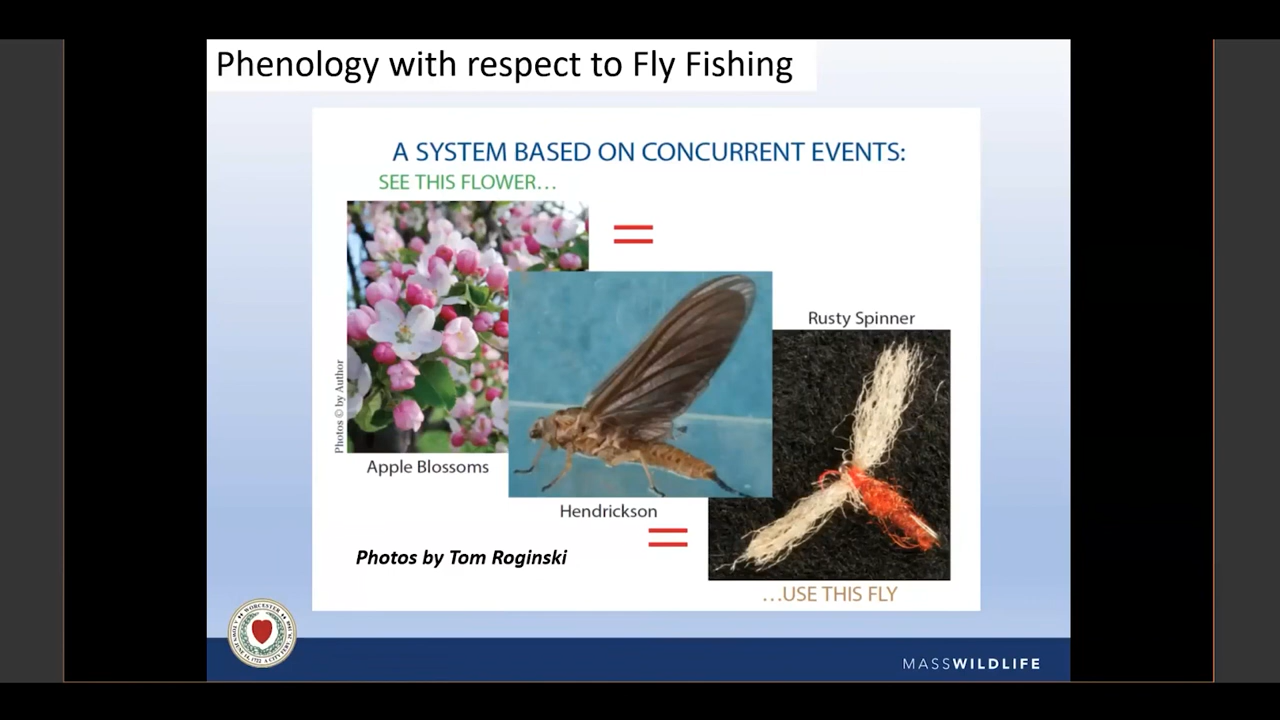 Phenology with respect to Fly Fishing
A SYSTEM BASED ON CONCURRENT EVENTS:
SEE THIS FLOWER…
=
Rusty Spinner
Photos © by Author
Apple Blossoms
Hendrickson
=
Photos by Tom Roginski
…USE THIS FLY
WORCESTER
MASSWILDLIFE